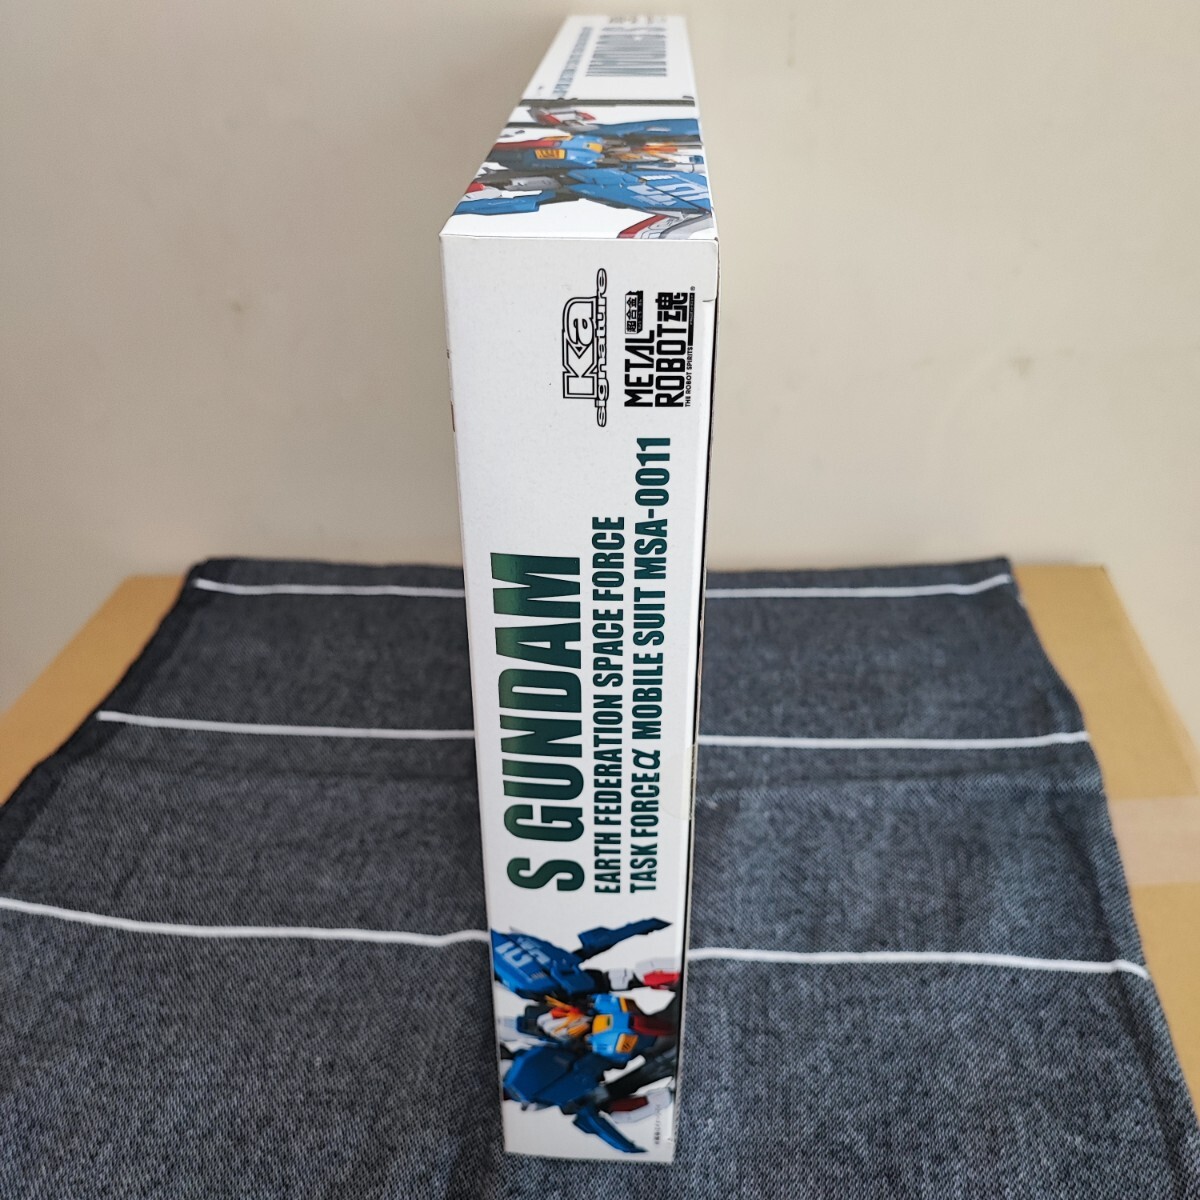 Ka
signature
超合金
METAL
ROBOT魂
THE ROBOT SPIRITS
S GUNDAM
EARTH FEDERATION SPACE FORCE
TASK FORCEα MOBILE SUIT MSA-0011